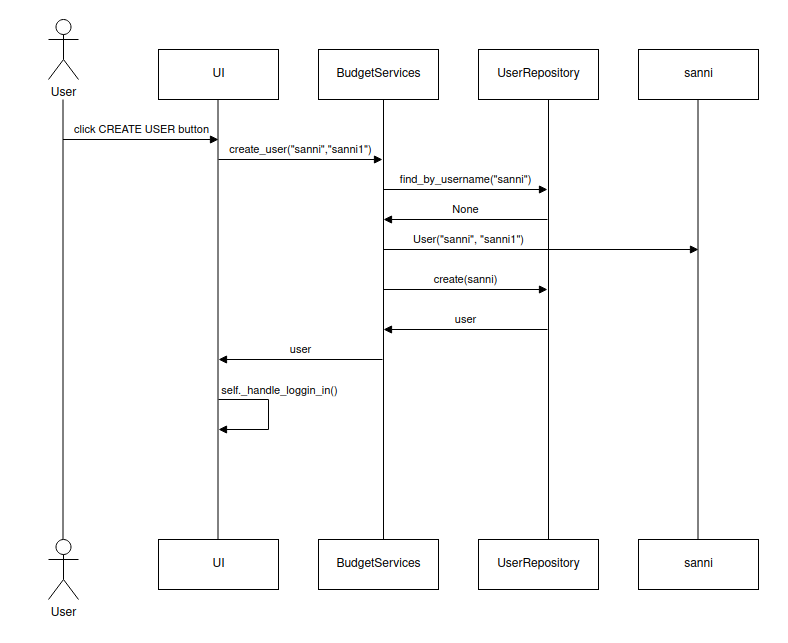 User
UI
BudgetServices
UserRepository
sanni
click CREATE USER button
create_user("sanni","sanni1")
find_by_username("sanni")
None
User("sanni", "sanni1")
create(sanni)
user
user
self._handle_loggin_in()
UI
BudgetServices
UserRepository
sanni
User